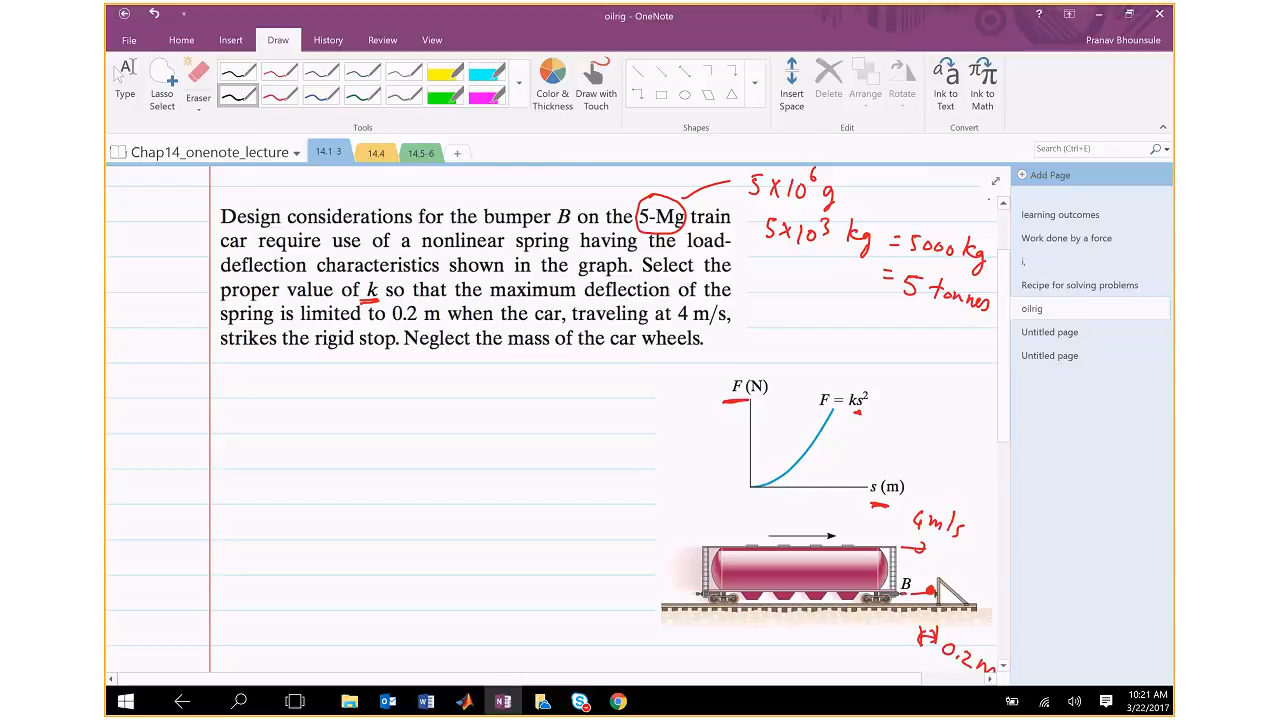 oilrig - OneNote
?
File
Home
Insert
Draw
History
Review
View
Pranav Bhounsule
Type
Lasso Select
Eraser
Color & Thickness
Draw with Touch
Insert Space
Delete
Arrange
Rotate
Ink to Text
Ink to Math
Tools
Shapes
Edit
Convert
Chap14_onenote_lecture
14.1-3
14.4
14.5-6
Search (Ctrl+E)
Add Page
learning outcomes
Work done by a force
i,
Recipe for solving problems
oilrig
Untitled page
Untitled page
5 x 10⁶ g
Design considerations for the bumper B on the 5-Mg train
car require use of a nonlinear spring having the load-
deflection characteristics shown in the graph. Select the
proper value of k so that the maximum deflection of the
spring is limited to 0.2 m when the car, traveling at 4 m/s,
strikes the rigid stop. Neglect the mass of the car wheels.
5 x 10³ kg = 5000 kg
= 5 tonnes
F (N)
F = ks²
s (m)
4 m/s
B
0.2 m
10:21 AM
3/22/2017